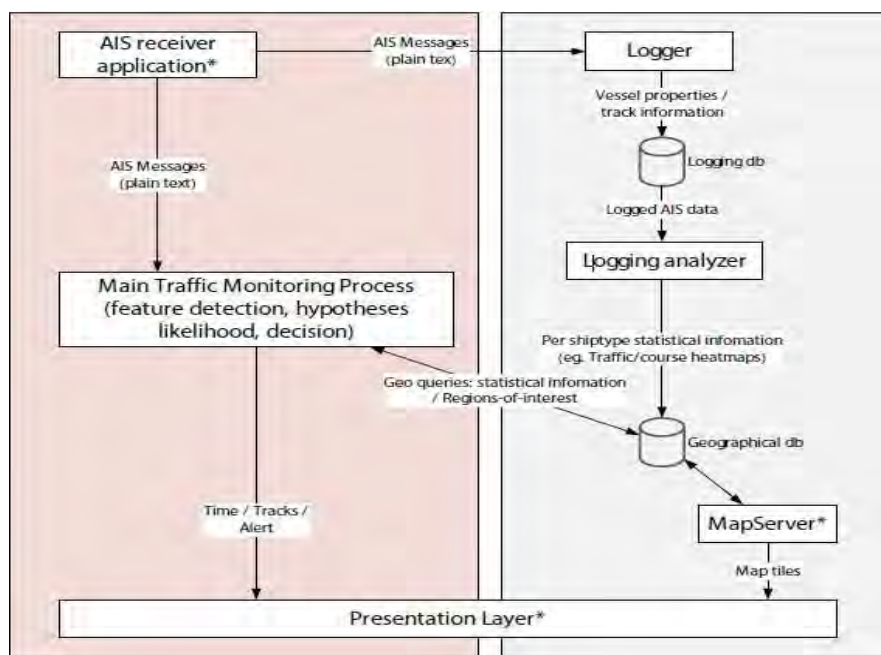 AIS receiver
application*
AIS Messages
(plain tex)
Logger
Vessel properties /
track information
Logging db
AIS Messages
(plain text)
Logged AIS data
Logging analyzer
Main Traffic Monitoring Process
(feature detection, hypotheses
likelihood, decision)
Per shiptype statistical infomation
(eg. Traffic/course heatmaps)
Geo queries: statistical infomation
/ Regions-of-interest
Geographical db
Time / Tracks /
Alert
MapServer*
Map tiles
Presentation Layer*